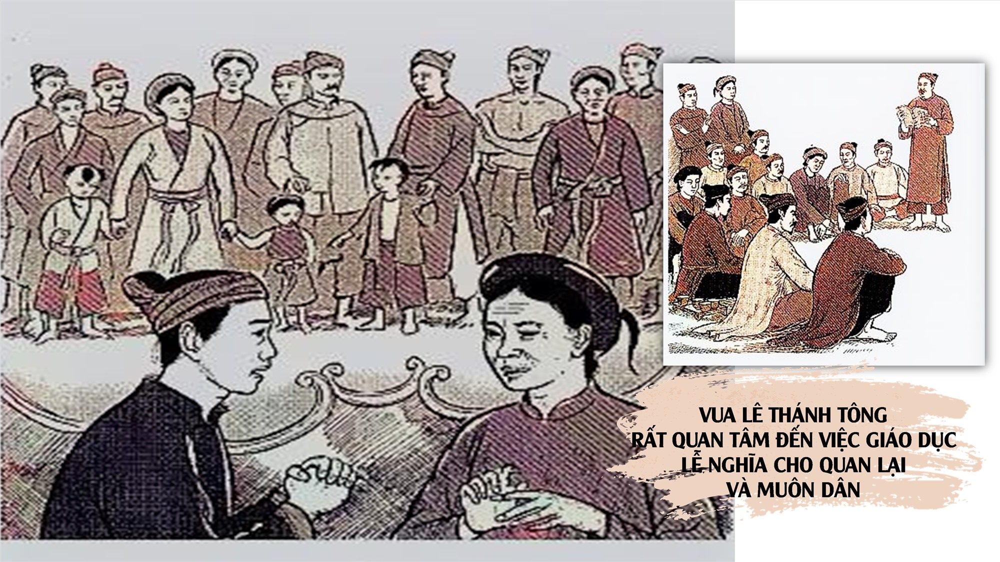 VUA LÊ THÁNH TÔNG
RẤT QUAN TÂM ĐẾN VIỆC GIÁO DỤC
LỄ NGHĨA CHO QUAN LẠI
VÀ MUÔN DÂN